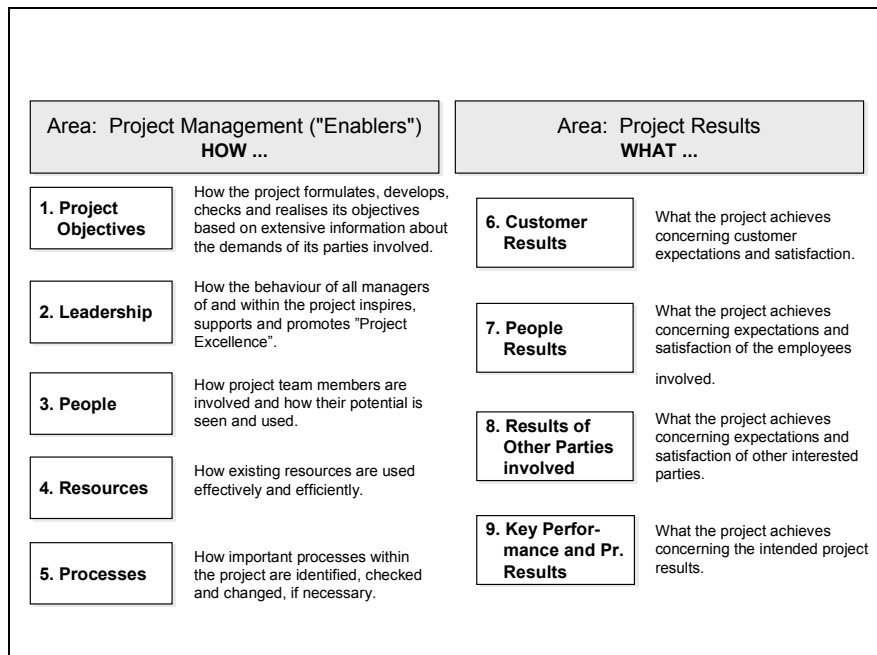 Area: Project Management ("Enablers")
HOW ...
1. Project
Objectives
How the project formulates, develops,
checks and realises its objectives
based on extensive information about
the demands of its parties involved.
2. Leadership
How the behaviour of all managers
of and within the project inspires,
supports and promotes ”Project
Excellence”.
3. People
How project team members are
involved and how their potential is
seen and used.
4. Resources
How existing resources are used
effectively and efficiently.
5. Processes
How important processes within
the project are identified, checked
and changed, if necessary.
Area: Project Results
WHAT ...
6. Customer
Results
What the project achieves
concerning customer
expectations and satisfaction.
7. People
Results
What the project achieves
concerning expectations and
satisfaction of the employees
involved.
8. Results of
Other Parties
involved
What the project achieves
concerning expectations and
satisfaction of other interested
parties.
9. Key Perfor-
mance and Pr.
Results
What the project achieves
concerning the intended project
results.